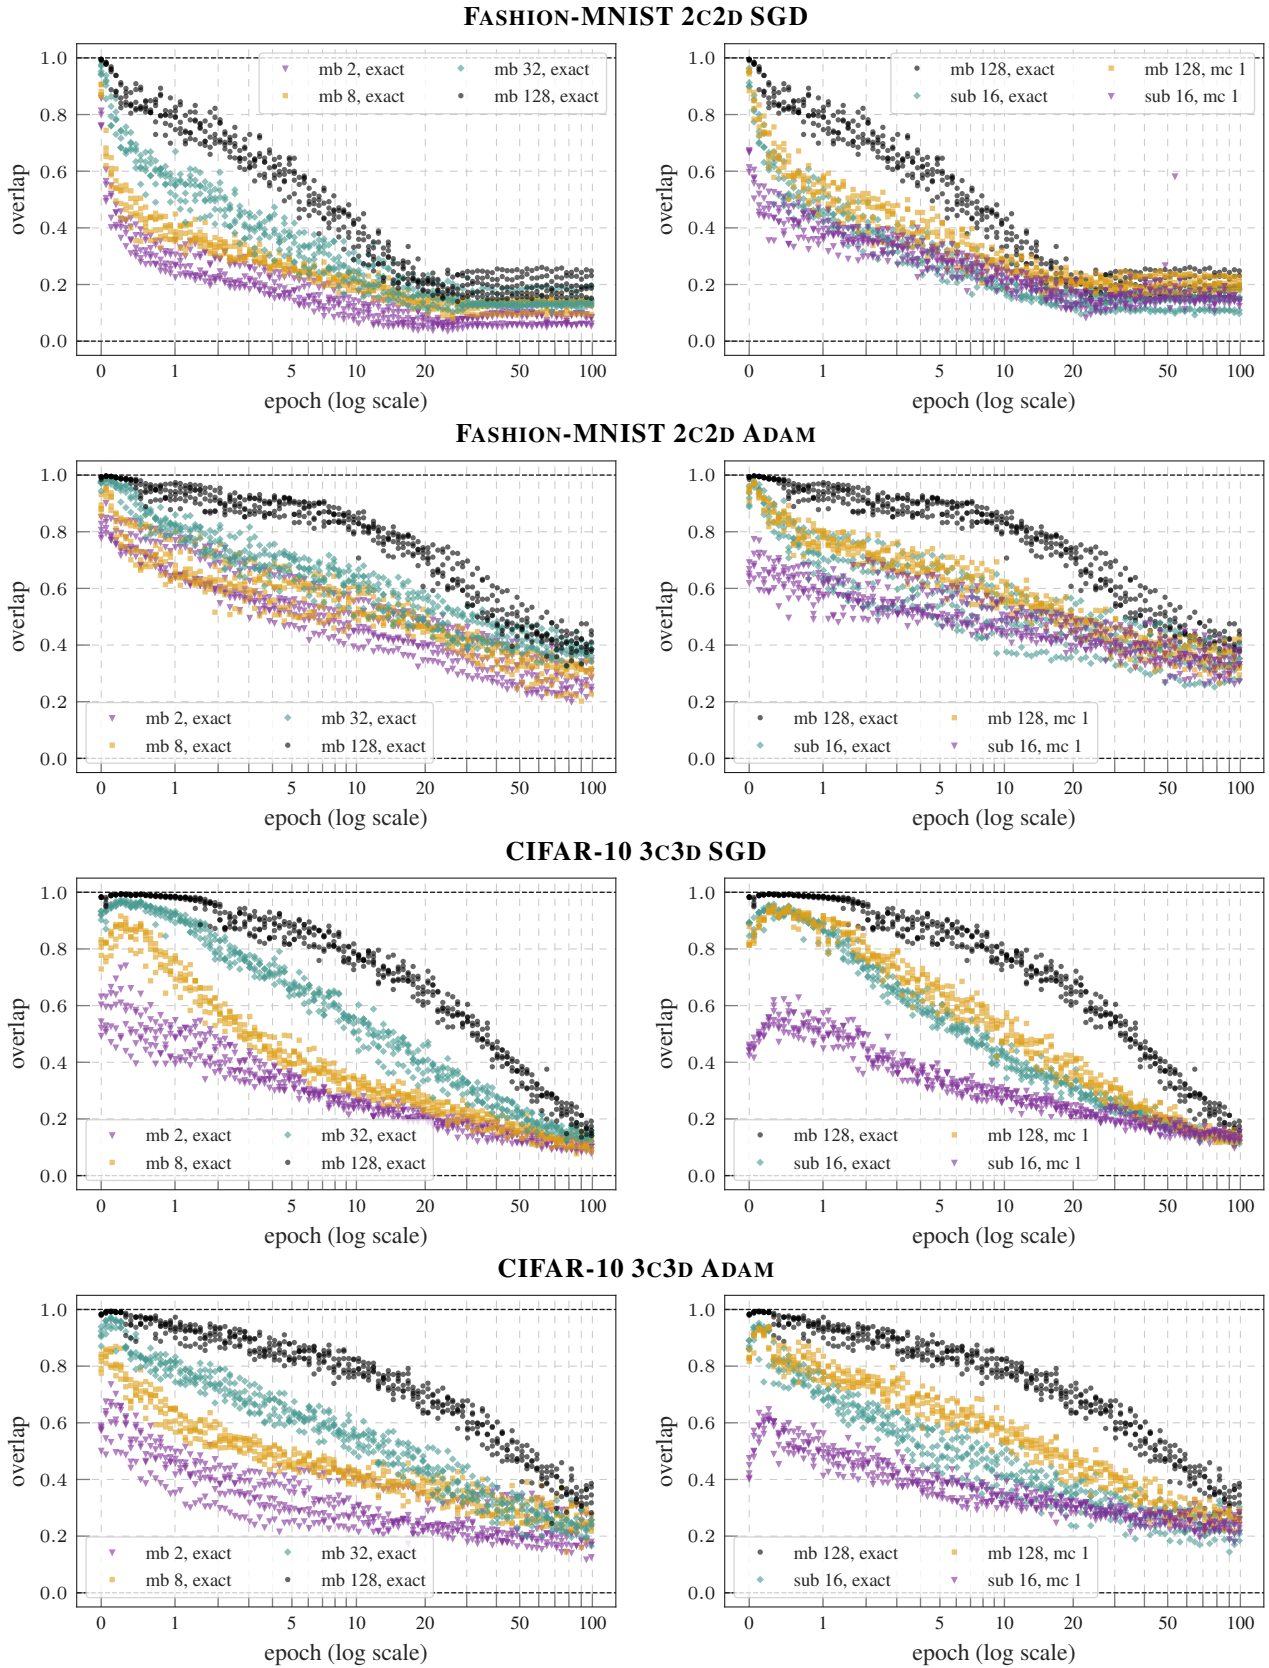 FASHION-MNIST 2C2D SGD
1.0
0.8
0.6
0.4
0.2
0.0
overlap
mb 2, exact
mb 32, exact
mb 8, exact
mb 128, exact
0 1 5 10 20 50 100
epoch (log scale)
1.0
0.8
0.6
0.4
0.2
0.0
overlap
mb 128, exact
mb 128, mc 1
sub 16, exact
sub 16, mc 1
0 1 5 10 20 50 100
epoch (log scale)
FASHION-MNIST 2C2D ADAM
1.0
0.8
0.6
0.4
0.2
0.0
overlap
mb 2, exact
mb 32, exact
mb 8, exact
mb 128, exact
0 1 5 10 20 50 100
epoch (log scale)
1.0
0.8
0.6
0.4
0.2
0.0
overlap
mb 128, exact
mb 128, mc 1
sub 16, exact
sub 16, mc 1
0 1 5 10 20 50 100
epoch (log scale)
CIFAR-10 3C3D SGD
1.0
0.8
0.6
0.4
0.2
0.0
overlap
mb 2, exact
mb 32, exact
mb 8, exact
mb 128, exact
0 1 5 10 20 50 100
epoch (log scale)
1.0
0.8
0.6
0.4
0.2
0.0
overlap
mb 128, exact
mb 128, mc 1
sub 16, exact
sub 16, mc 1
0 1 5 10 20 50 100
epoch (log scale)
CIFAR-10 3C3D ADAM
1.0
0.8
0.6
0.4
0.2
0.0
overlap
mb 2, exact
mb 32, exact
mb 8, exact
mb 128, exact
0 1 5 10 20 50 100
epoch (log scale)
1.0
0.8
0.6
0.4
0.2
0.0
overlap
mb 128, exact
mb 128, mc 1
sub 16, exact
sub 16, mc 1
0 1 5 10 20 50 100
epoch (log scale)